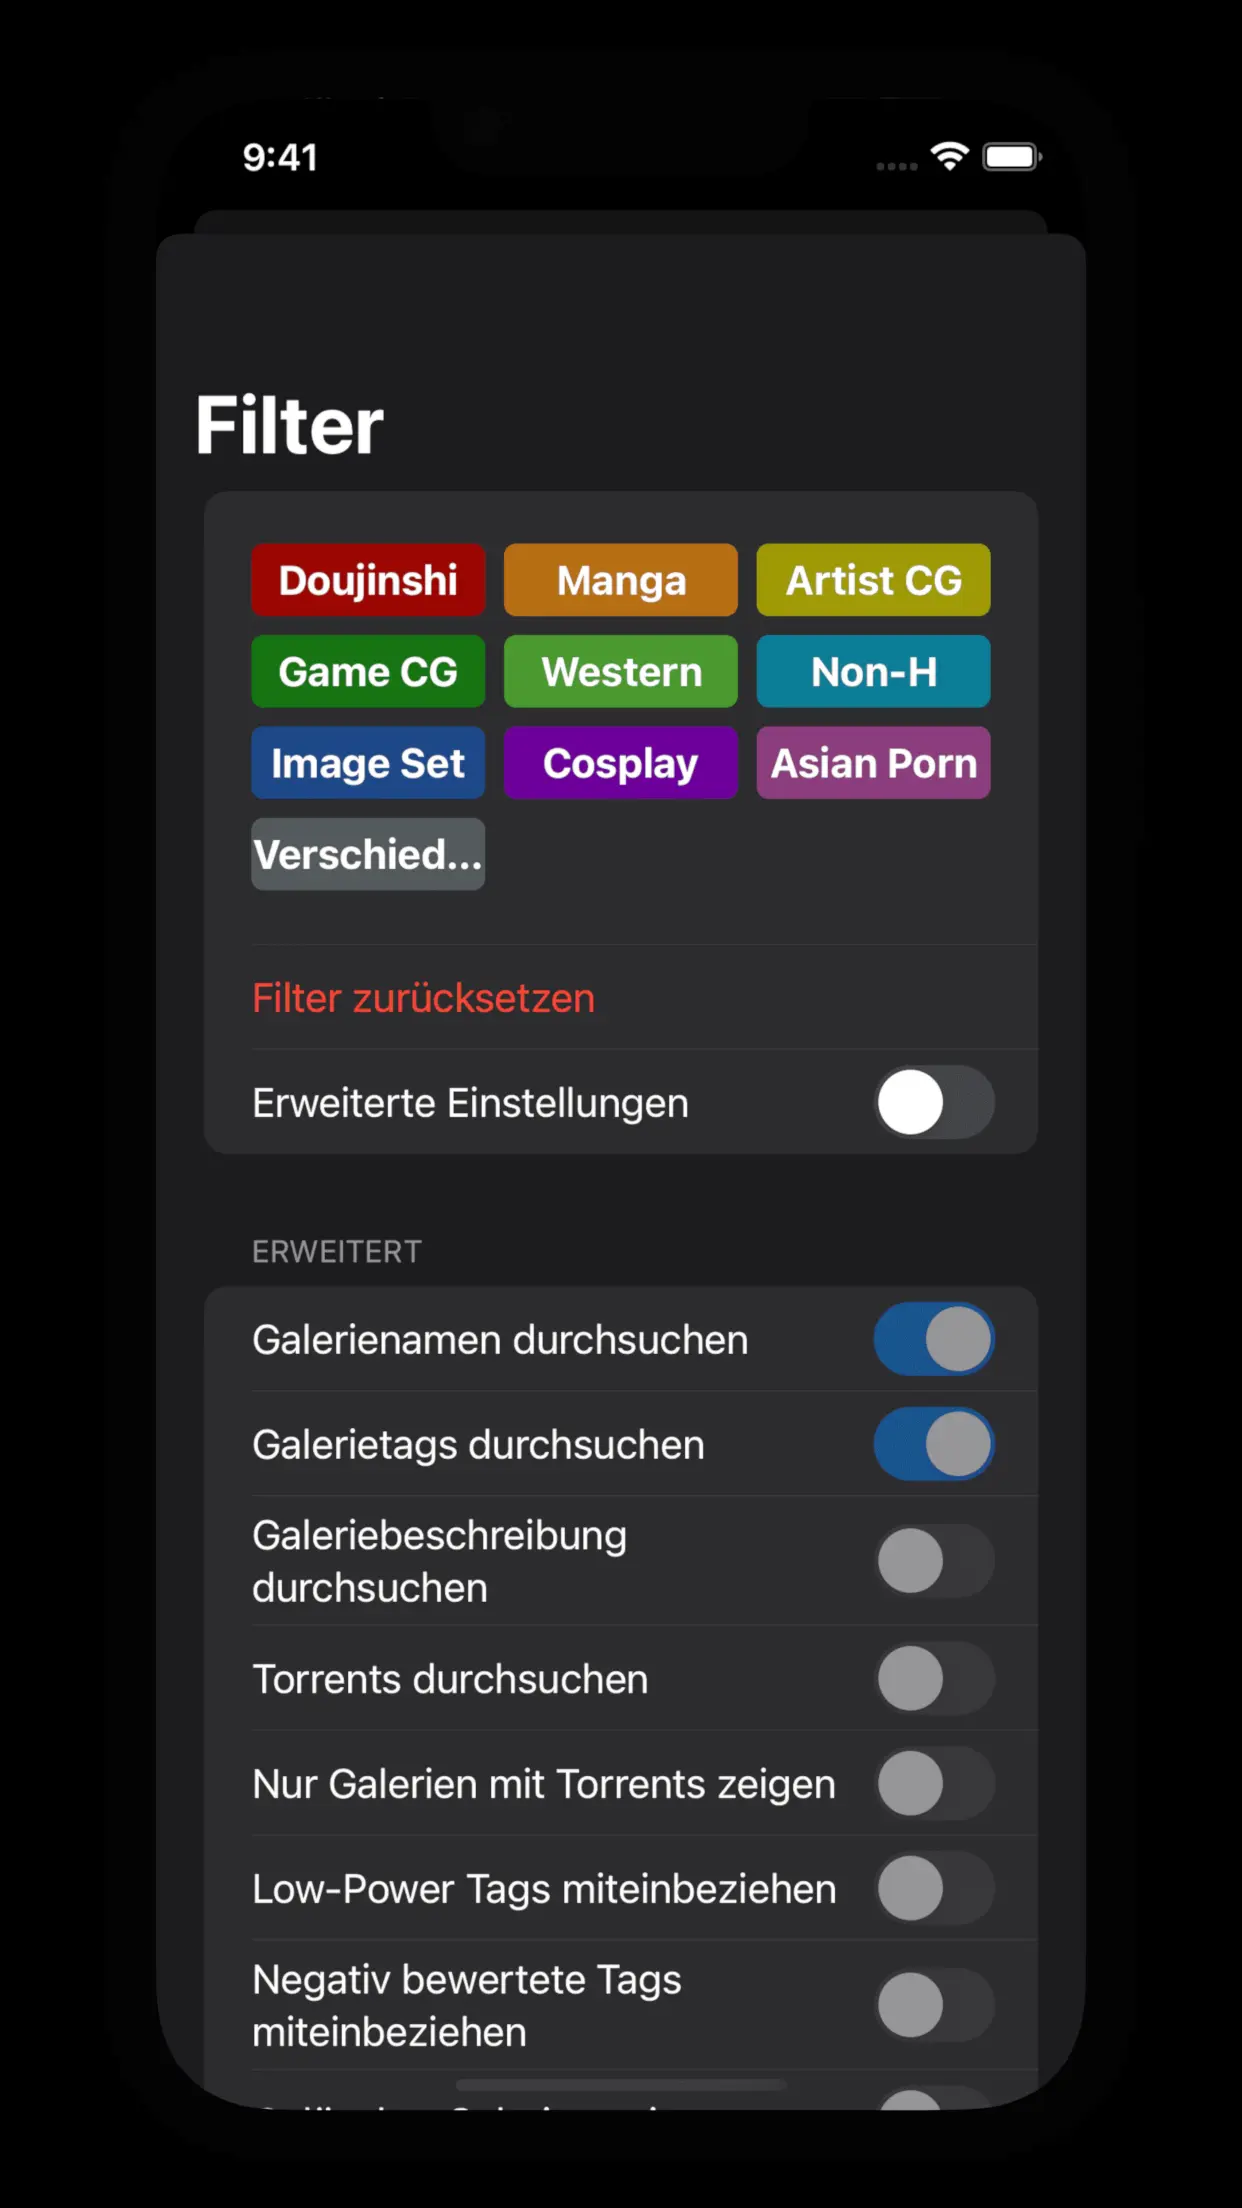 9:41
Filter
Doujinshi Manga Artist CG
Game CG Western Non-H
Image Set Cosplay Asian Porn
Verschied...
Filter zurücksetzen
Erweiterte Einstellungen
ERWEITERT
Galerienamen durchsuchen
Galerietags durchsuchen
Galeriebeschreibung
durchsuchen
Torrents durchsuchen
Nur Galerien mit Torrents zeigen
Low-Power Tags miteinbeziehen
Negativ bewertete Tags
miteinbeziehen